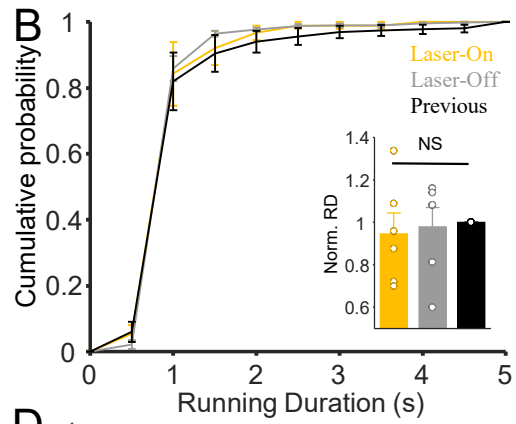 B
Cumulative probability
1
0.8
0.6
0.4
0.2
0
0
1
2
3
4
5
Running Duration (s)
Laser-On
Laser-Off
Previous
NS
Norm. RD
1.4
1.2
1
0.8
0.6